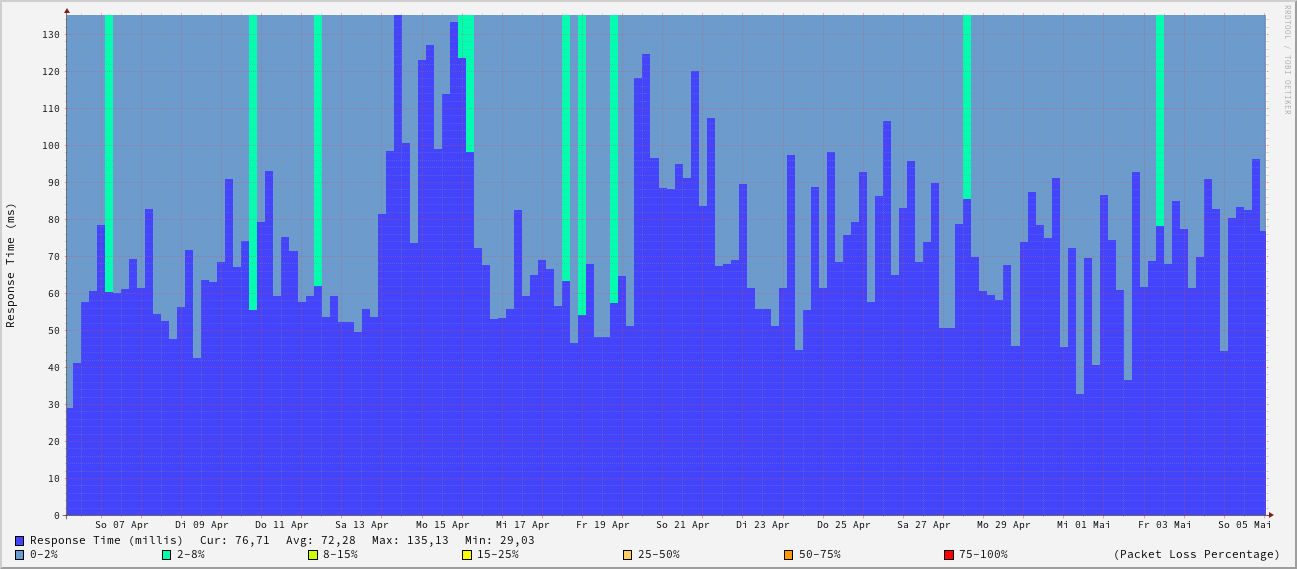 RRDTOOL / TOBI OETIKER
Response Time (ms)
130
120
110
100
90
80
70
60
50
40
30
20
10
0
So 07 Apr Di 09 Apr Do 11 Apr Sa 13 Apr Mo 15 Apr Mi 17 Apr Fr 19 Apr So 21 Apr Di 23 Apr Do 25 Apr Sa 27 Apr Mo 29 Apr Mi 01 Mai Fr 03 Mai So 05 Mai
Response Time (millis) Cur: 76,71 Avg: 72,28 Max: 135,13 Min: 29,03
0-2% 2-8% 8-15% 15-25% 25-50% 50-75% 75-100% (Packet Loss Percentage)